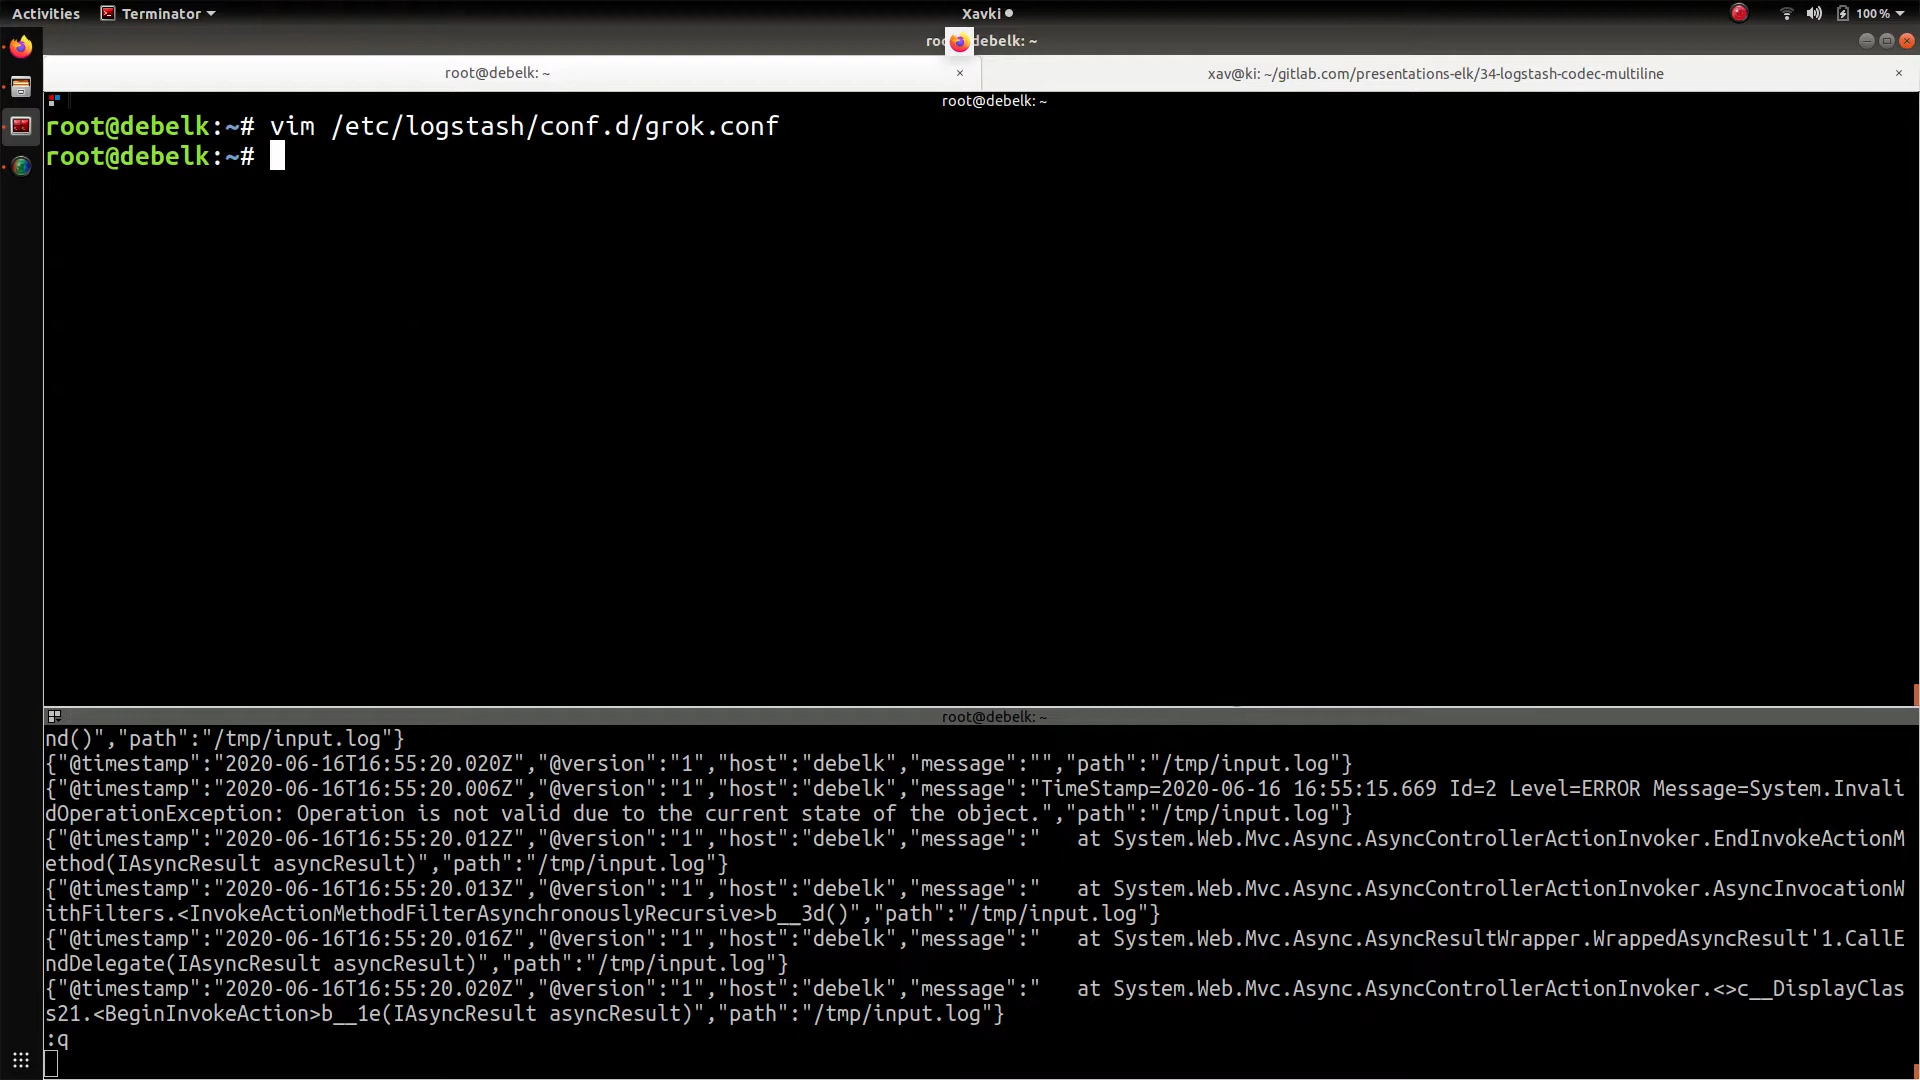 Activities Terminator Xavki 100 %
root@debelk: ~
root@debelk: ~ × xav@ki: ~/gitlab.com/presentations-elk/34-logstash-codec-multiline ×
root@debelk: ~
root@debelk:~# vim /etc/logstash/conf.d/grok.conf
root@debelk:~#
root@debelk: ~
nd()","path":"/tmp/input.log"}
{"@timestamp":"2020-06-16T16:55:20.020Z","@version":"1","host":"debelk","message":"","path":"/tmp/input.log"}
{"@timestamp":"2020-06-16T16:55:20.006Z","@version":"1","host":"debelk","message":"TimeStamp=2020-06-16 16:55:15.669 Id=2 Level=ERROR Message=System.Invali
dOperationException: Operation is not valid due to the current state of the object.","path":"/tmp/input.log"}
{"@timestamp":"2020-06-16T16:55:20.012Z","@version":"1","host":"debelk","message":"   at System.Web.Mvc.Async.AsyncControllerActionInvoker.EndInvokeActionM
ethod(IAsyncResult asyncResult)","path":"/tmp/input.log"}
{"@timestamp":"2020-06-16T16:55:20.013Z","@version":"1","host":"debelk","message":"   at System.Web.Mvc.Async.AsyncControllerActionInvoker.AsyncInvocationW
ithFilters.<InvokeActionMethodFilterAsynchronouslyRecursive>b__3d()","path":"/tmp/input.log"}
{"@timestamp":"2020-06-16T16:55:20.016Z","@version":"1","host":"debelk","message":"   at System.Web.Mvc.Async.AsyncResultWrapper.WrappedAsyncResult'1.CallE
ndDelegate(IAsyncResult asyncResult)","path":"/tmp/input.log"}
{"@timestamp":"2020-06-16T16:55:20.020Z","@version":"1","host":"debelk","message":"   at System.Web.Mvc.Async.AsyncControllerActionInvoker.<>c__DisplayClas
s21.<BeginInvokeAction>b__1e(IAsyncResult asyncResult)","path":"/tmp/input.log"}
:q